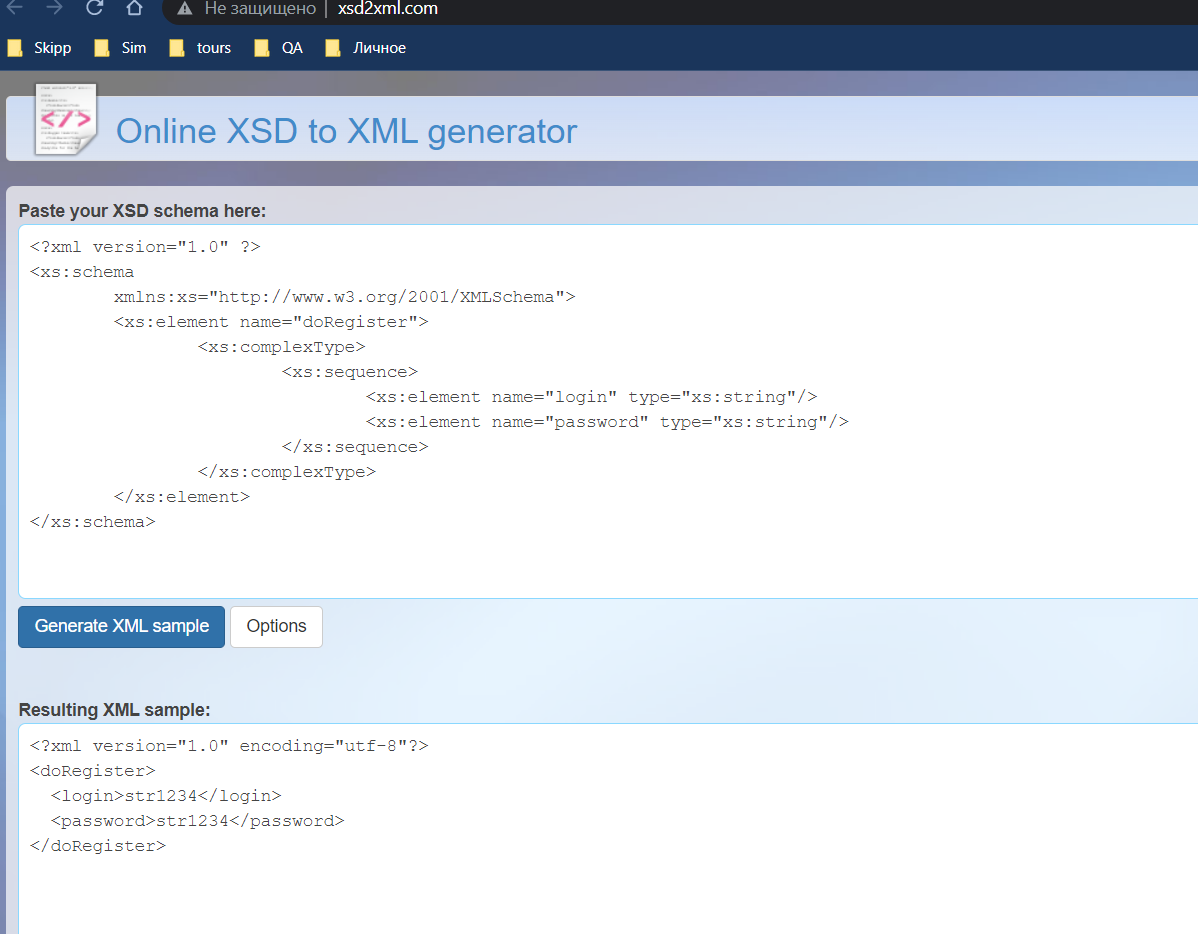 Не защищено | xsd2xml.com
Skipp Sim tours QA Личное
</>
Online XSD to XML generator
Paste your XSD schema here:
<?xml version="1.0" ?>
<xs:schema
xmlns:xs="http://www.w3.org/2001/XMLSchema">
<xs:element name="doRegister">
<xs:complexType>
<xs:sequence>
<xs:element name="login" type="xs:string"/>
<xs:element name="password" type="xs:string"/>
</xs:sequence>
</xs:complexType>
</xs:element>
</xs:schema>
Generate XML sample Options
Resulting XML sample:
<?xml version="1.0" encoding="utf-8"?>
<doRegister>
<login>str1234</login>
<password>str1234</password>
</doRegister>